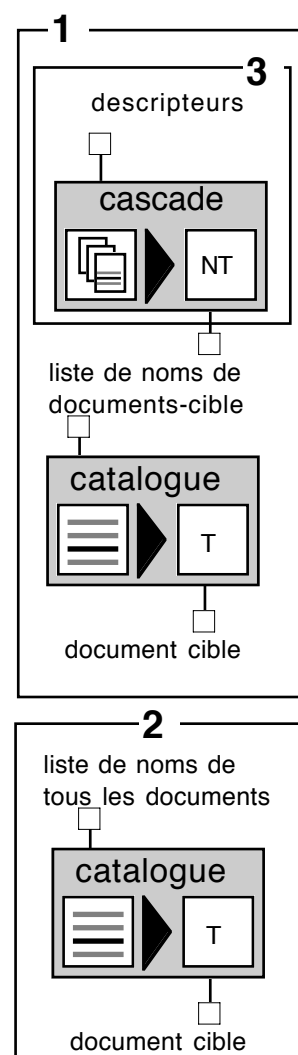 1
3
descripteurs
cascade
NT
liste de noms de
documents-cible
catalogue
T
document cible
2
liste de noms de
tous les documents
catalogue
T
document cible